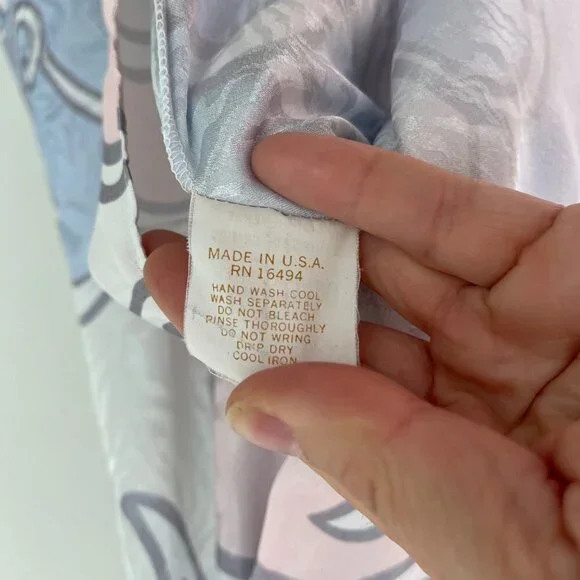 MADE IN U.S.A.
RN 16494
HAND WASH COOL
WASH SEPARATELY
DO NOT BLEACH
RINSE THOROUGHLY
DO NOT WRING
DRIP DRY
COOL IRON